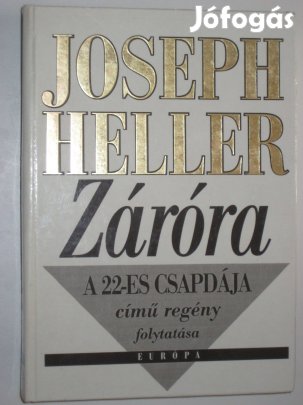 Jófogás
JOSEPH
HELLER
Záróra
A 22-ES CSAPDÁJA
című regény
folytatása
EURÓPA